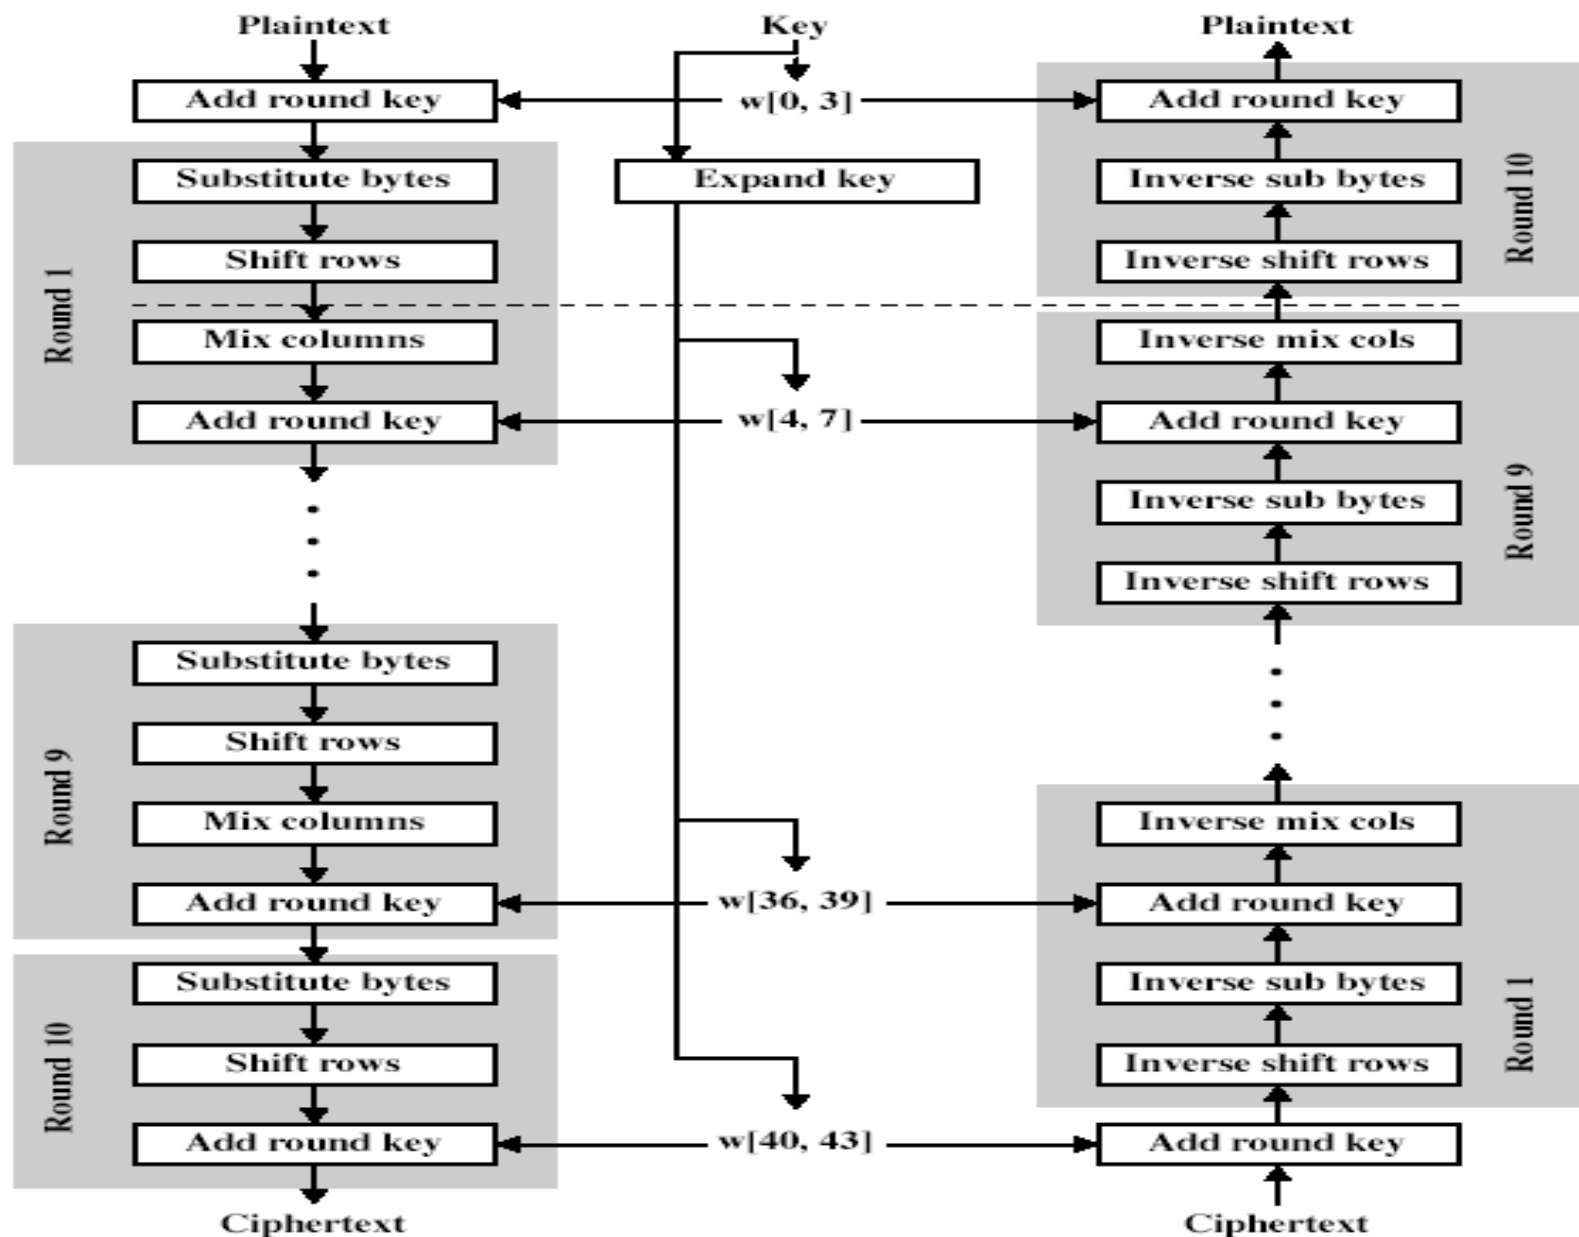 Plaintext
Key
Plaintext
Add round key
w[0, 3]
Add round key
Substitute bytes
Expand key
Inverse sub bytes
Round 10
Shift rows
Inverse shift rows
Round 1
Mix columns
Inverse mix cols
Add round key
w[4, 7]
Add round key
Inverse sub bytes
Round 9
Inverse shift rows
Substitute bytes
Shift rows
Round 9
Mix columns
Inverse mix cols
Add round key
w[36, 39]
Add round key
Substitute bytes
Inverse sub bytes
Round 1
Round 10
Shift rows
Inverse shift rows
Add round key
w[40, 43]
Add round key
Ciphertext
Ciphertext